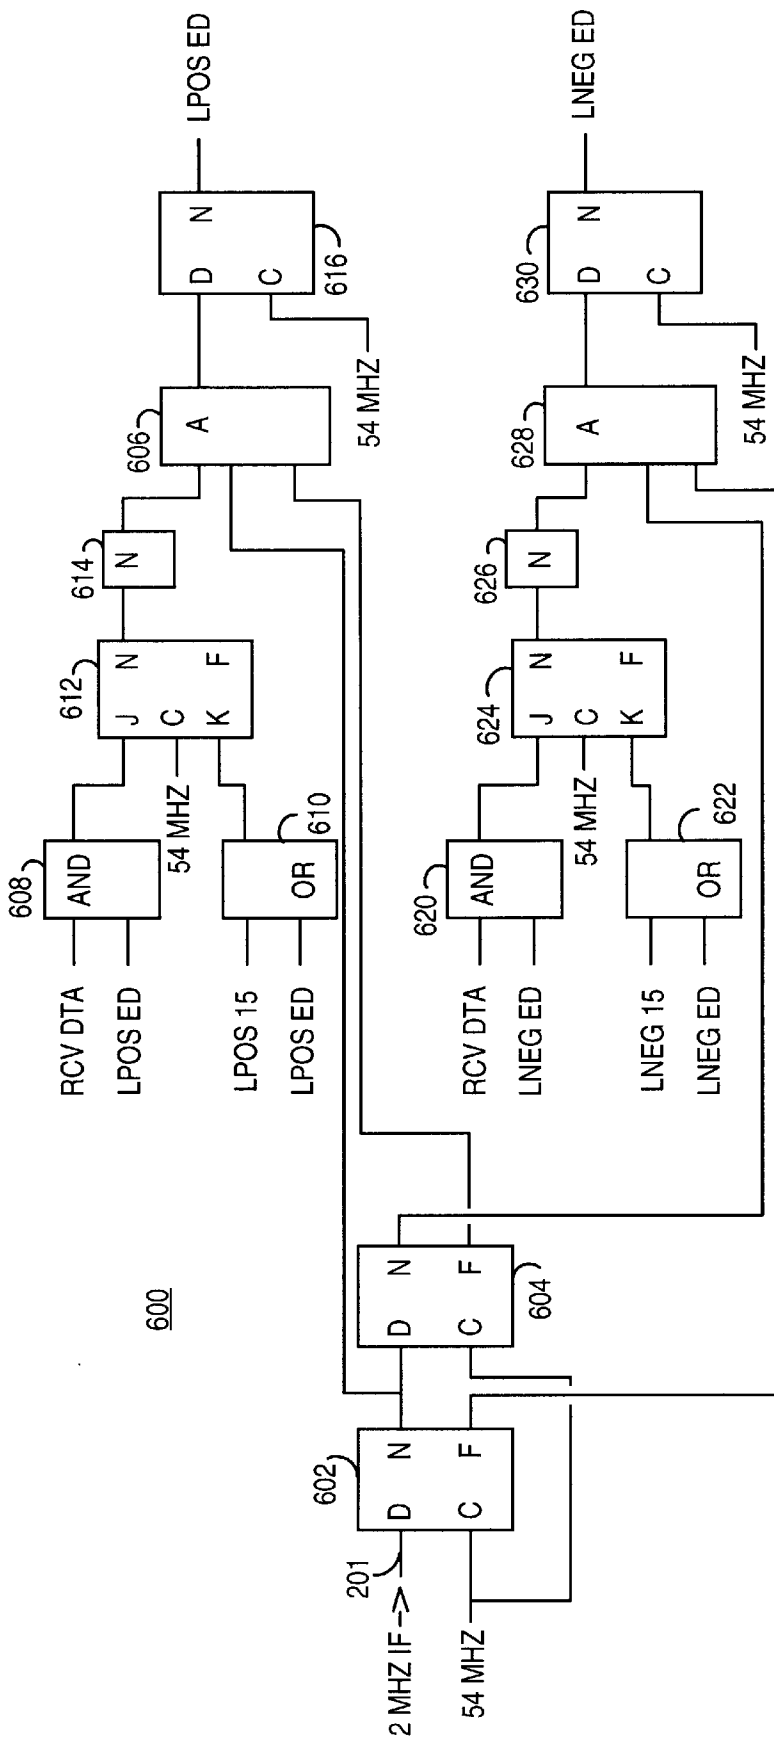 600
2 MHZ IF ->
201
54 MHZ
602
D N
C F
604
D N
C F
RCV DTA
LPOS ED
608
AND
LPOS 15
LPOS ED
610
OR
54 MHZ
612
J N
C
K F
614
N
606
A
54 MHZ
616
D N
C
LPOS ED
RCV DTA
LNEG ED
620
AND
LNEG 15
LNEG ED
622
OR
54 MHZ
624
J N
C
K F
626
N
628
A
54 MHZ
630
D N
C
LNEG ED